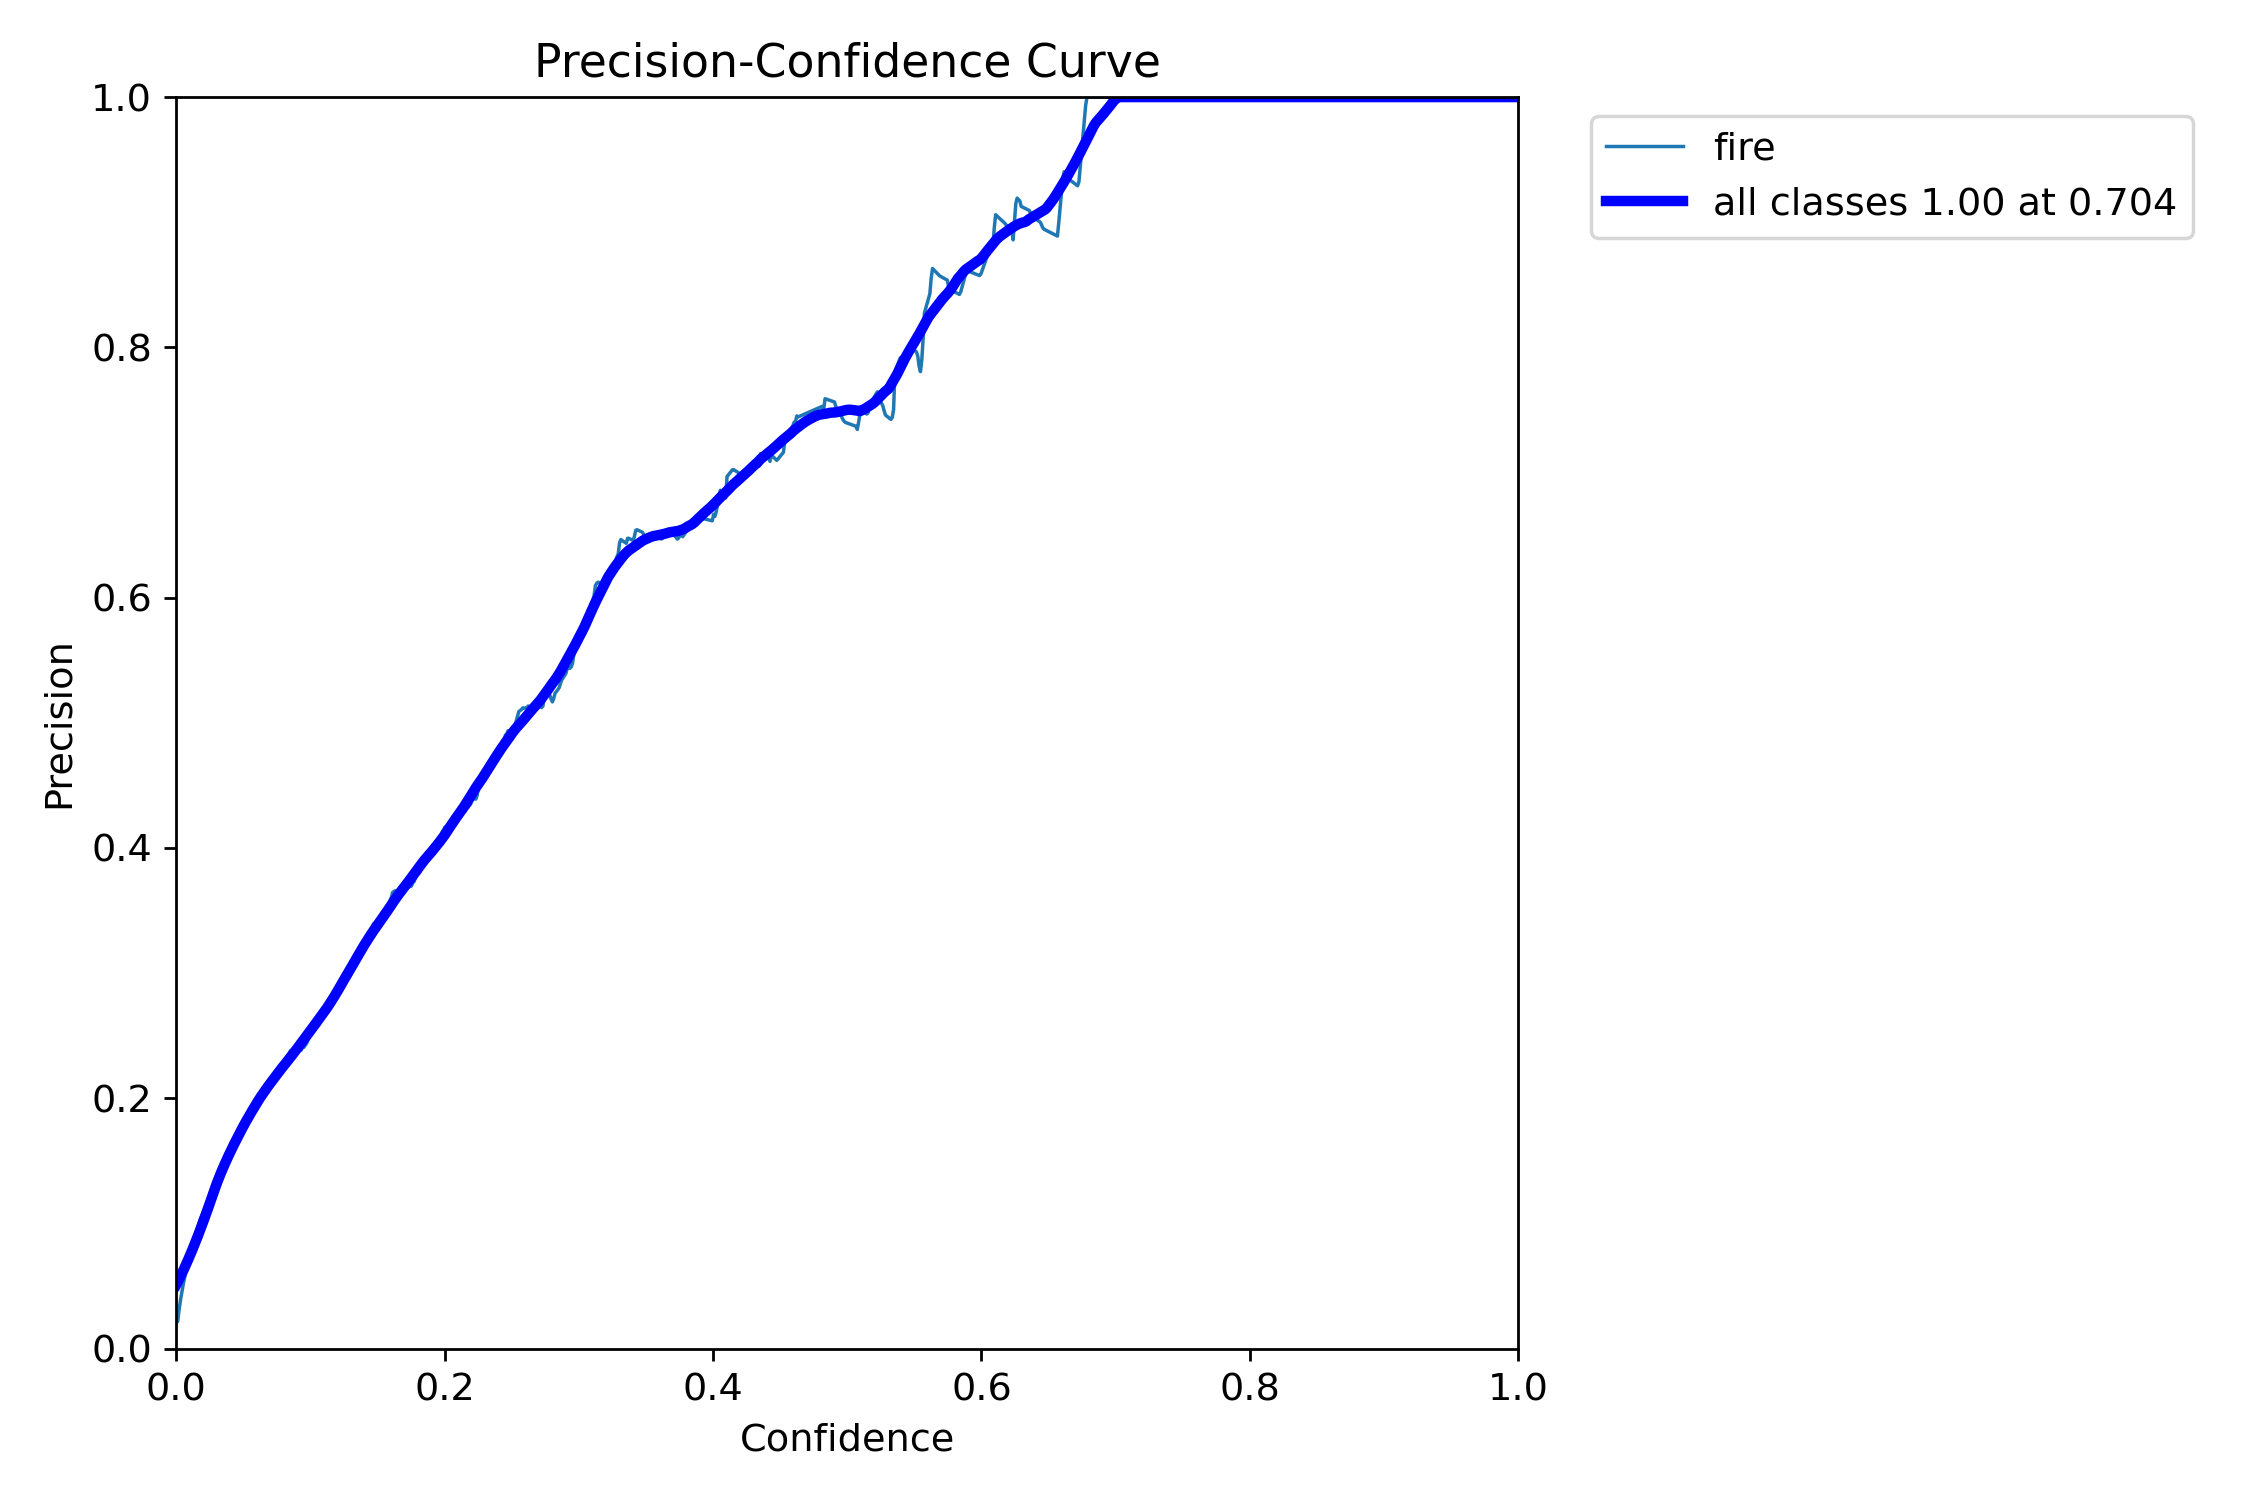 Precision-Confidence Curve
1.0
0.8
0.6
0.4
0.2
0.0
Precision
0.0 0.2 0.4 0.6 0.8 1.0
Confidence
fire
all classes 1.00 at 0.704